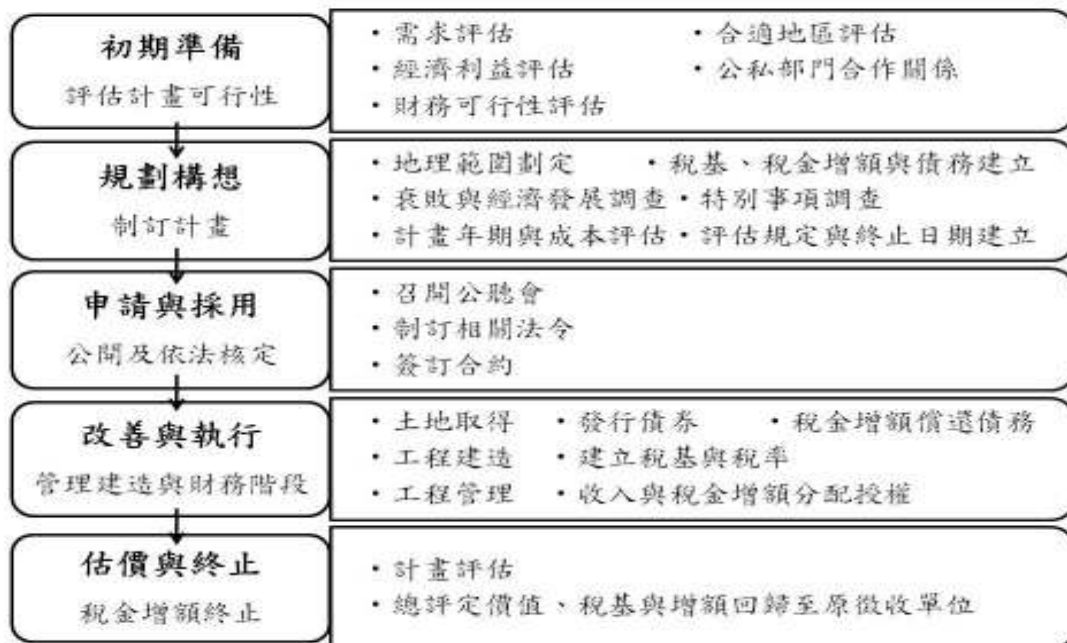 初期準備
評估計畫可行性
・需求評估 ・合適地區評估
・經濟利益評估 ・公私部門合作關係
・財務可行性評估
規劃構想
制訂計畫
・地理範圍劃定 ・稅基、稅金增額與債務建立
・衰敗與經濟發展調查・特別事項調查
・計畫年期與成本評估・評估規定與終止日期建立
申請與採用
公開及依法核定
・召開公聽會
・制訂相關法令
・簽訂合約
改善與執行
管理建造與財務階段
・土地取得 ・發行債券 ・稅金增額償還債務
・工程建造 ・建立稅基與稅率
・工程管理 ・收入與稅金增額分配授權
估價與終止
稅金增額終止
・計畫評估
・總評定價值、稅基與增額回歸至原徵收單位